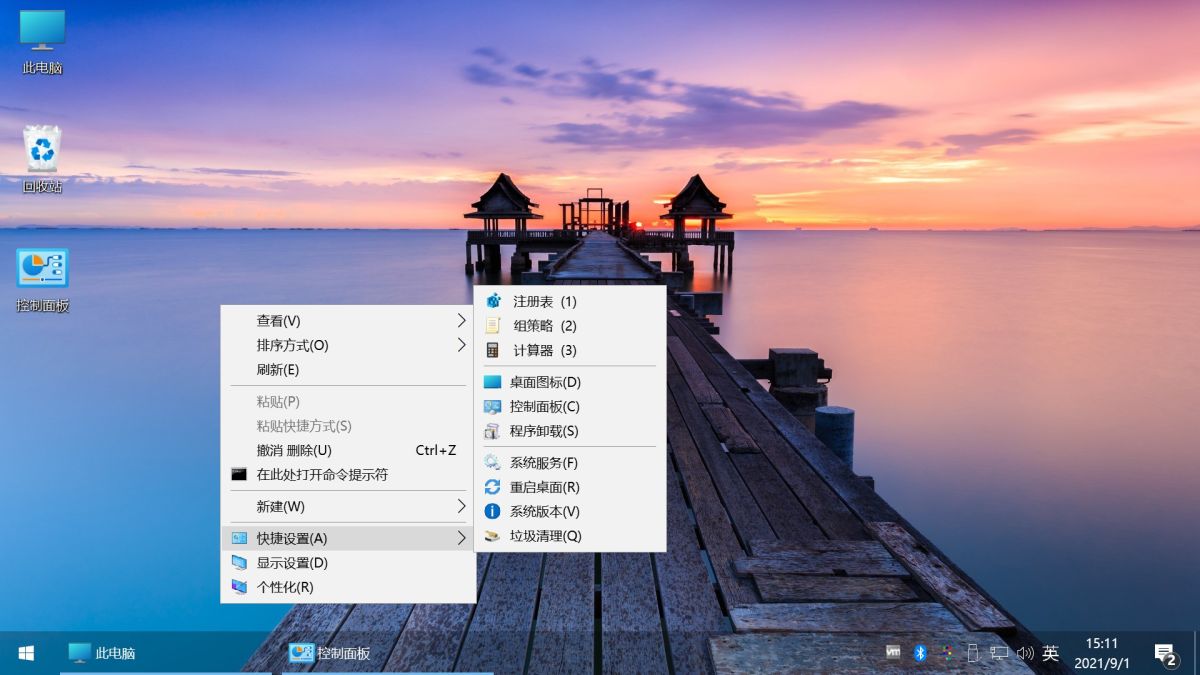 此电脑
回收站
控制面板
查看(V)
排序方式(O)
刷新(E)
粘贴(P)
粘贴快捷方式(S)
撤消 删除(U) Ctrl+Z
在此处打开命令提示符
新建(W)
快捷设置(A)
显示设置(D)
个性化(R)
注册表 (1)
组策略 (2)
计算器 (3)
桌面图标(D)
控制面板(C)
程序卸载(S)
系统服务(F)
重启桌面(R)
系统版本(V)
垃圾清理(Q)
此电脑
控制面板
vm
英
15:11
2021/9/1
2